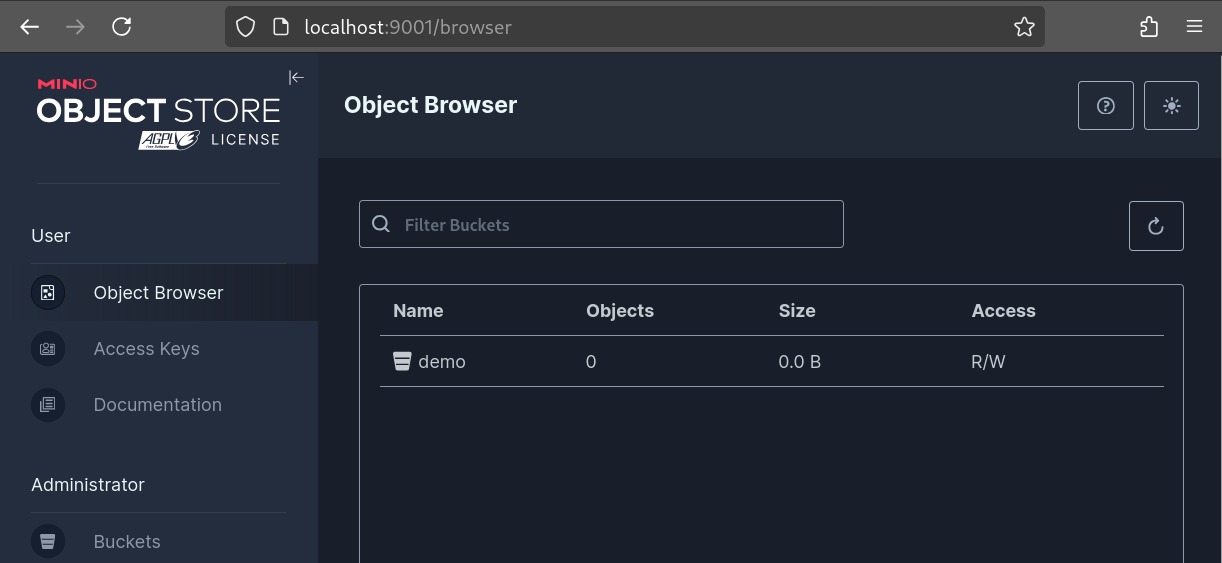 localhost:9001/browser
MINIO
OBJECT STORE
AGPL V3 LICENSE
User
Object Browser
Access Keys
Documentation
Administrator
Buckets
Object Browser
Filter Buckets
Name Objects Size Access
demo 0 0.0 B R/W